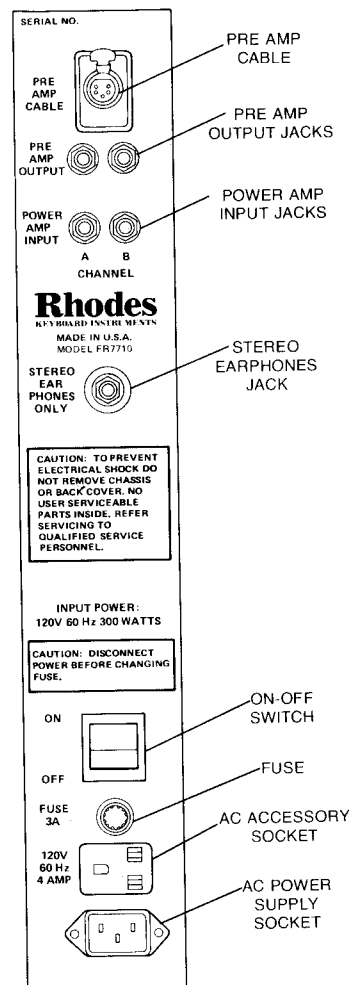 SERIAL NO.
PRE AMP
CABLE
PRE
AMP
CABLE
PRE AMP
OUTPUT JACKS
PRE
AMP
OUTPUT
POWER AMP
INPUT JACKS
POWER
AMP
INPUT
A B
CHANNEL
Rhodes
KEYBOARD INSTRUMENTS
MADE IN U.S.A.
MODEL FR7710
STEREO
EARPHONES
JACK
STEREO
EAR
PHONES
ONLY
CAUTION: TO PREVENT
ELECTRICAL SHOCK DO
NOT REMOVE CHASSIS
OR BACK COVER. NO
USER SERVICEABLE
PARTS INSIDE. REFER
SERVICING TO
QUALIFIED SERVICE
PERSONNEL.
INPUT POWER:
120V 60 Hz 300 WATTS
CAUTION: DISCONNECT
POWER BEFORE CHANGING
FUSE.
ON-OFF
SWITCH
ON
OFF
FUSE
FUSE
3A
AC ACCESSORY
SOCKET
120V
60 Hz
4 AMP
AC POWER
SUPPLY
SOCKET